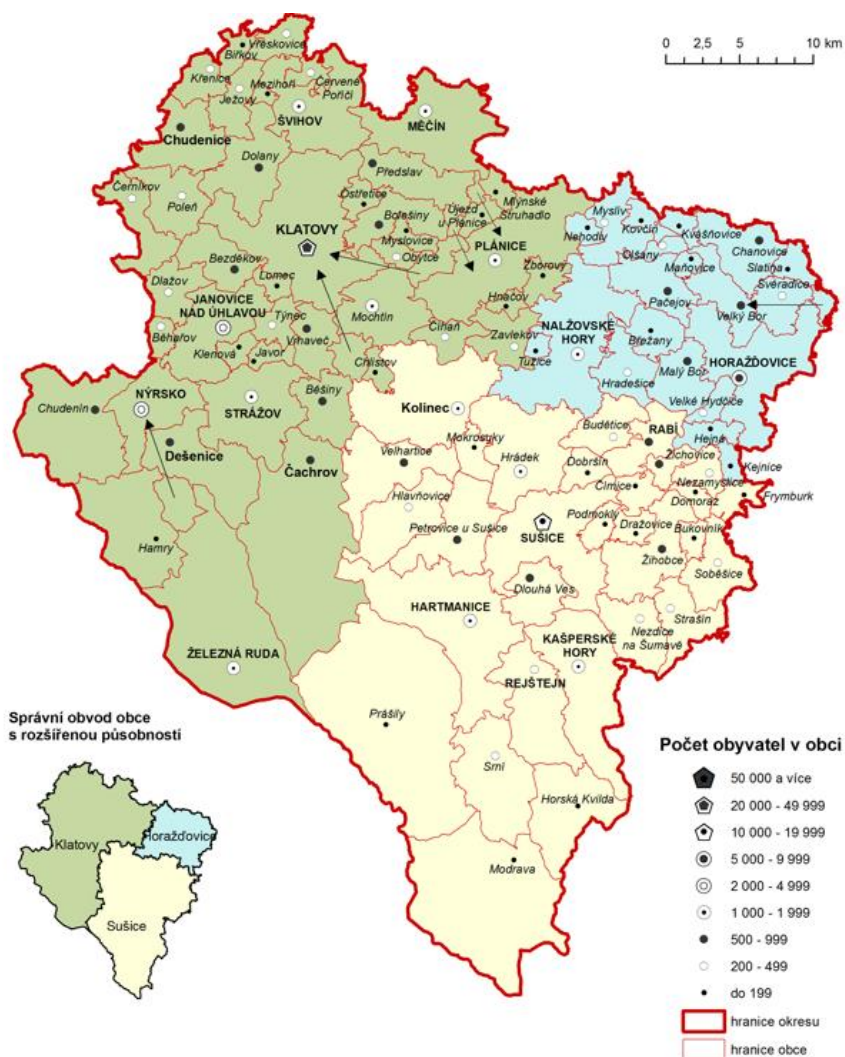 0 2,5 5 10 km
Vřeskovice
Biřkov
Křenice
Mezihoří
Červené
Poříčí
Ježovy
ŠVIHOV
MĚČÍN
Chudenice
Dolany
Předslav
Černíkov
Poleň
Ostřetice
Bolešiny
Újezd
u Plánice
Mlýnské
Struhadlo
Myslív
Kovčín
Kvášňovice
KLATOVY
Myslovice
Obytce
PLÁNICE
Nehodiv
Olšany
Maňovice
Chanovice
Slatina
Svéradice
Bezděkov
Lomec
Zborovy
Pačejov
Velký Bor
Dlažov
JANOVICE
NAD ÚHLAVOU
Týnec
Mochtín
Hnačov
NALŽOVSKÉ
HORY
Břežany
Běhařov
Vrhaveč
Číhaň
Zavlekov
Klenová
Javor
Chlistov
Tužice
Malý Bor
HORAŽĎOVICE
Hradešice
NÝRSKO
STRÁŽOV
Běšiny
Kolinec
Velké Hydčice
Chudenín
Budětice
RABÍ
Hejná
Dešenice
Čachrov
Velhartice
Mokrosuky
Hrádek
Žichovice
Kejnice
Dobršín
Nezamyslice
Čímice
Domoraz
Frymburk
Hlavňovice
Podmokly
Dražovice
Bukovník
Hamry
Petrovice u Sušice
SUŠICE
Žihobce
Soběšice
Dlouhá Ves
HARTMANICE
Strašín
Nezdice
na Šumavě
KAŠPERSKÉ
HORY
ŽELEZNÁ RUDA
REJŠTEJN
Prášily
Srní
Horská Kvilda
Modrava
Správní obvod obce
s rozšířenou působností
Klatovy
Horažďovice
Sušice
Počet obyvatel v obci
50 000 a více
20 000 - 49 999
10 000 - 19 999
5 000 - 9 999
2 000 - 4 999
1 000 - 1 999
500 - 999
200 - 499
do 199
hranice okresu
hranice obce